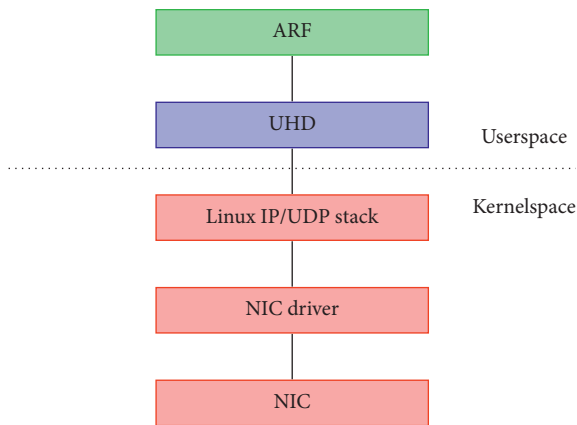 ARF
UHD
Userspace
Kernelspace
Linux IP/UDP stack
NIC driver
NIC